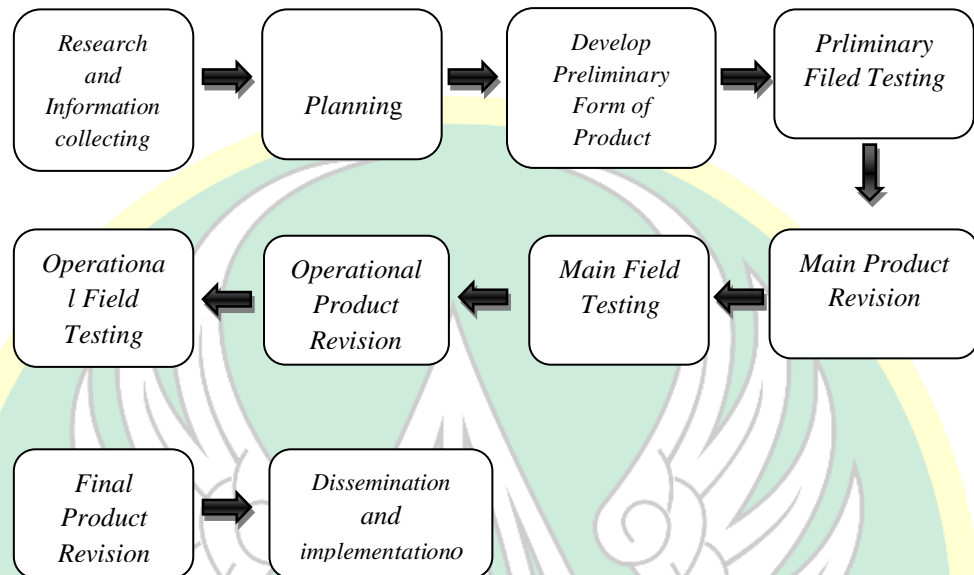 Research
and
Information
collecting
Planning
Develop
Preliminary
Form of
Product
Prliminary
Filed Testing
Main Product
Revision
Main Field
Testing
Operational
Product
Revision
Operationa
l Field
Testing
Final
Product
Revision
Dissemination
and
implementationo